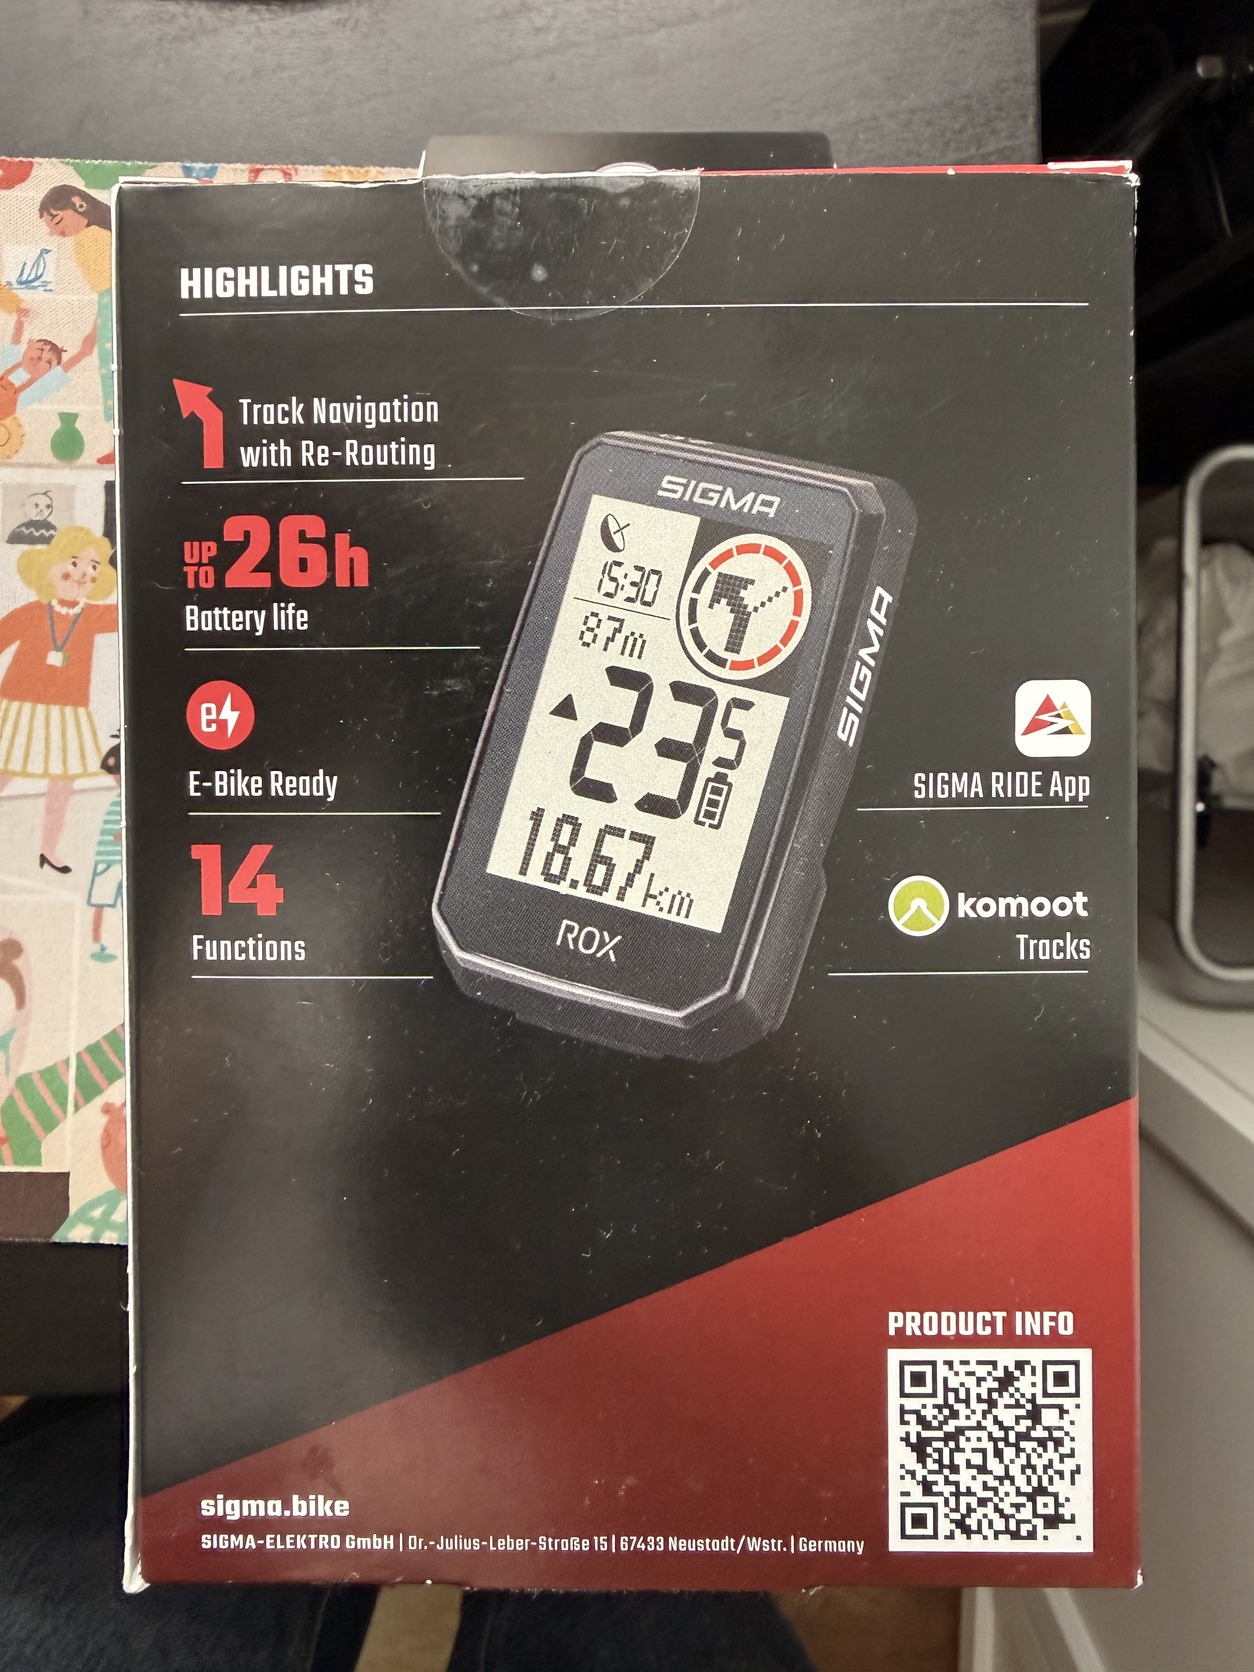 HIGHLIGHTS
Track Navigation
with Re-Routing
UP TO 26h
Battery life
e
E-Bike Ready
14
Functions
SIGMA
15:30
87m
235
18.67km
ROX
SIGMA
SIGMA RIDE App
komoot
Tracks
PRODUCT INFO
sigma.bike
SIGMA-ELEKTRO GmbH | Dr.-Julius-Leber-Straße 15 | 67433 Neustadt/Wstr. | Germany